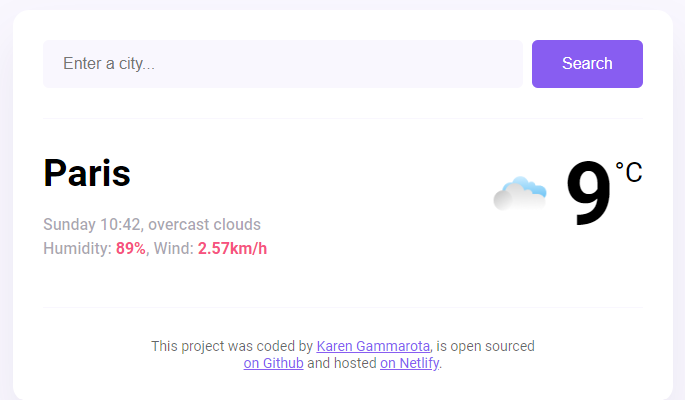 Enter a city...
Search
Paris
9 °C
Sunday 10:42, overcast clouds
Humidity: 89%, Wind: 2.57km/h
This project was coded by Karen Gammarota, is open sourced
on Github and hosted on Netlify.